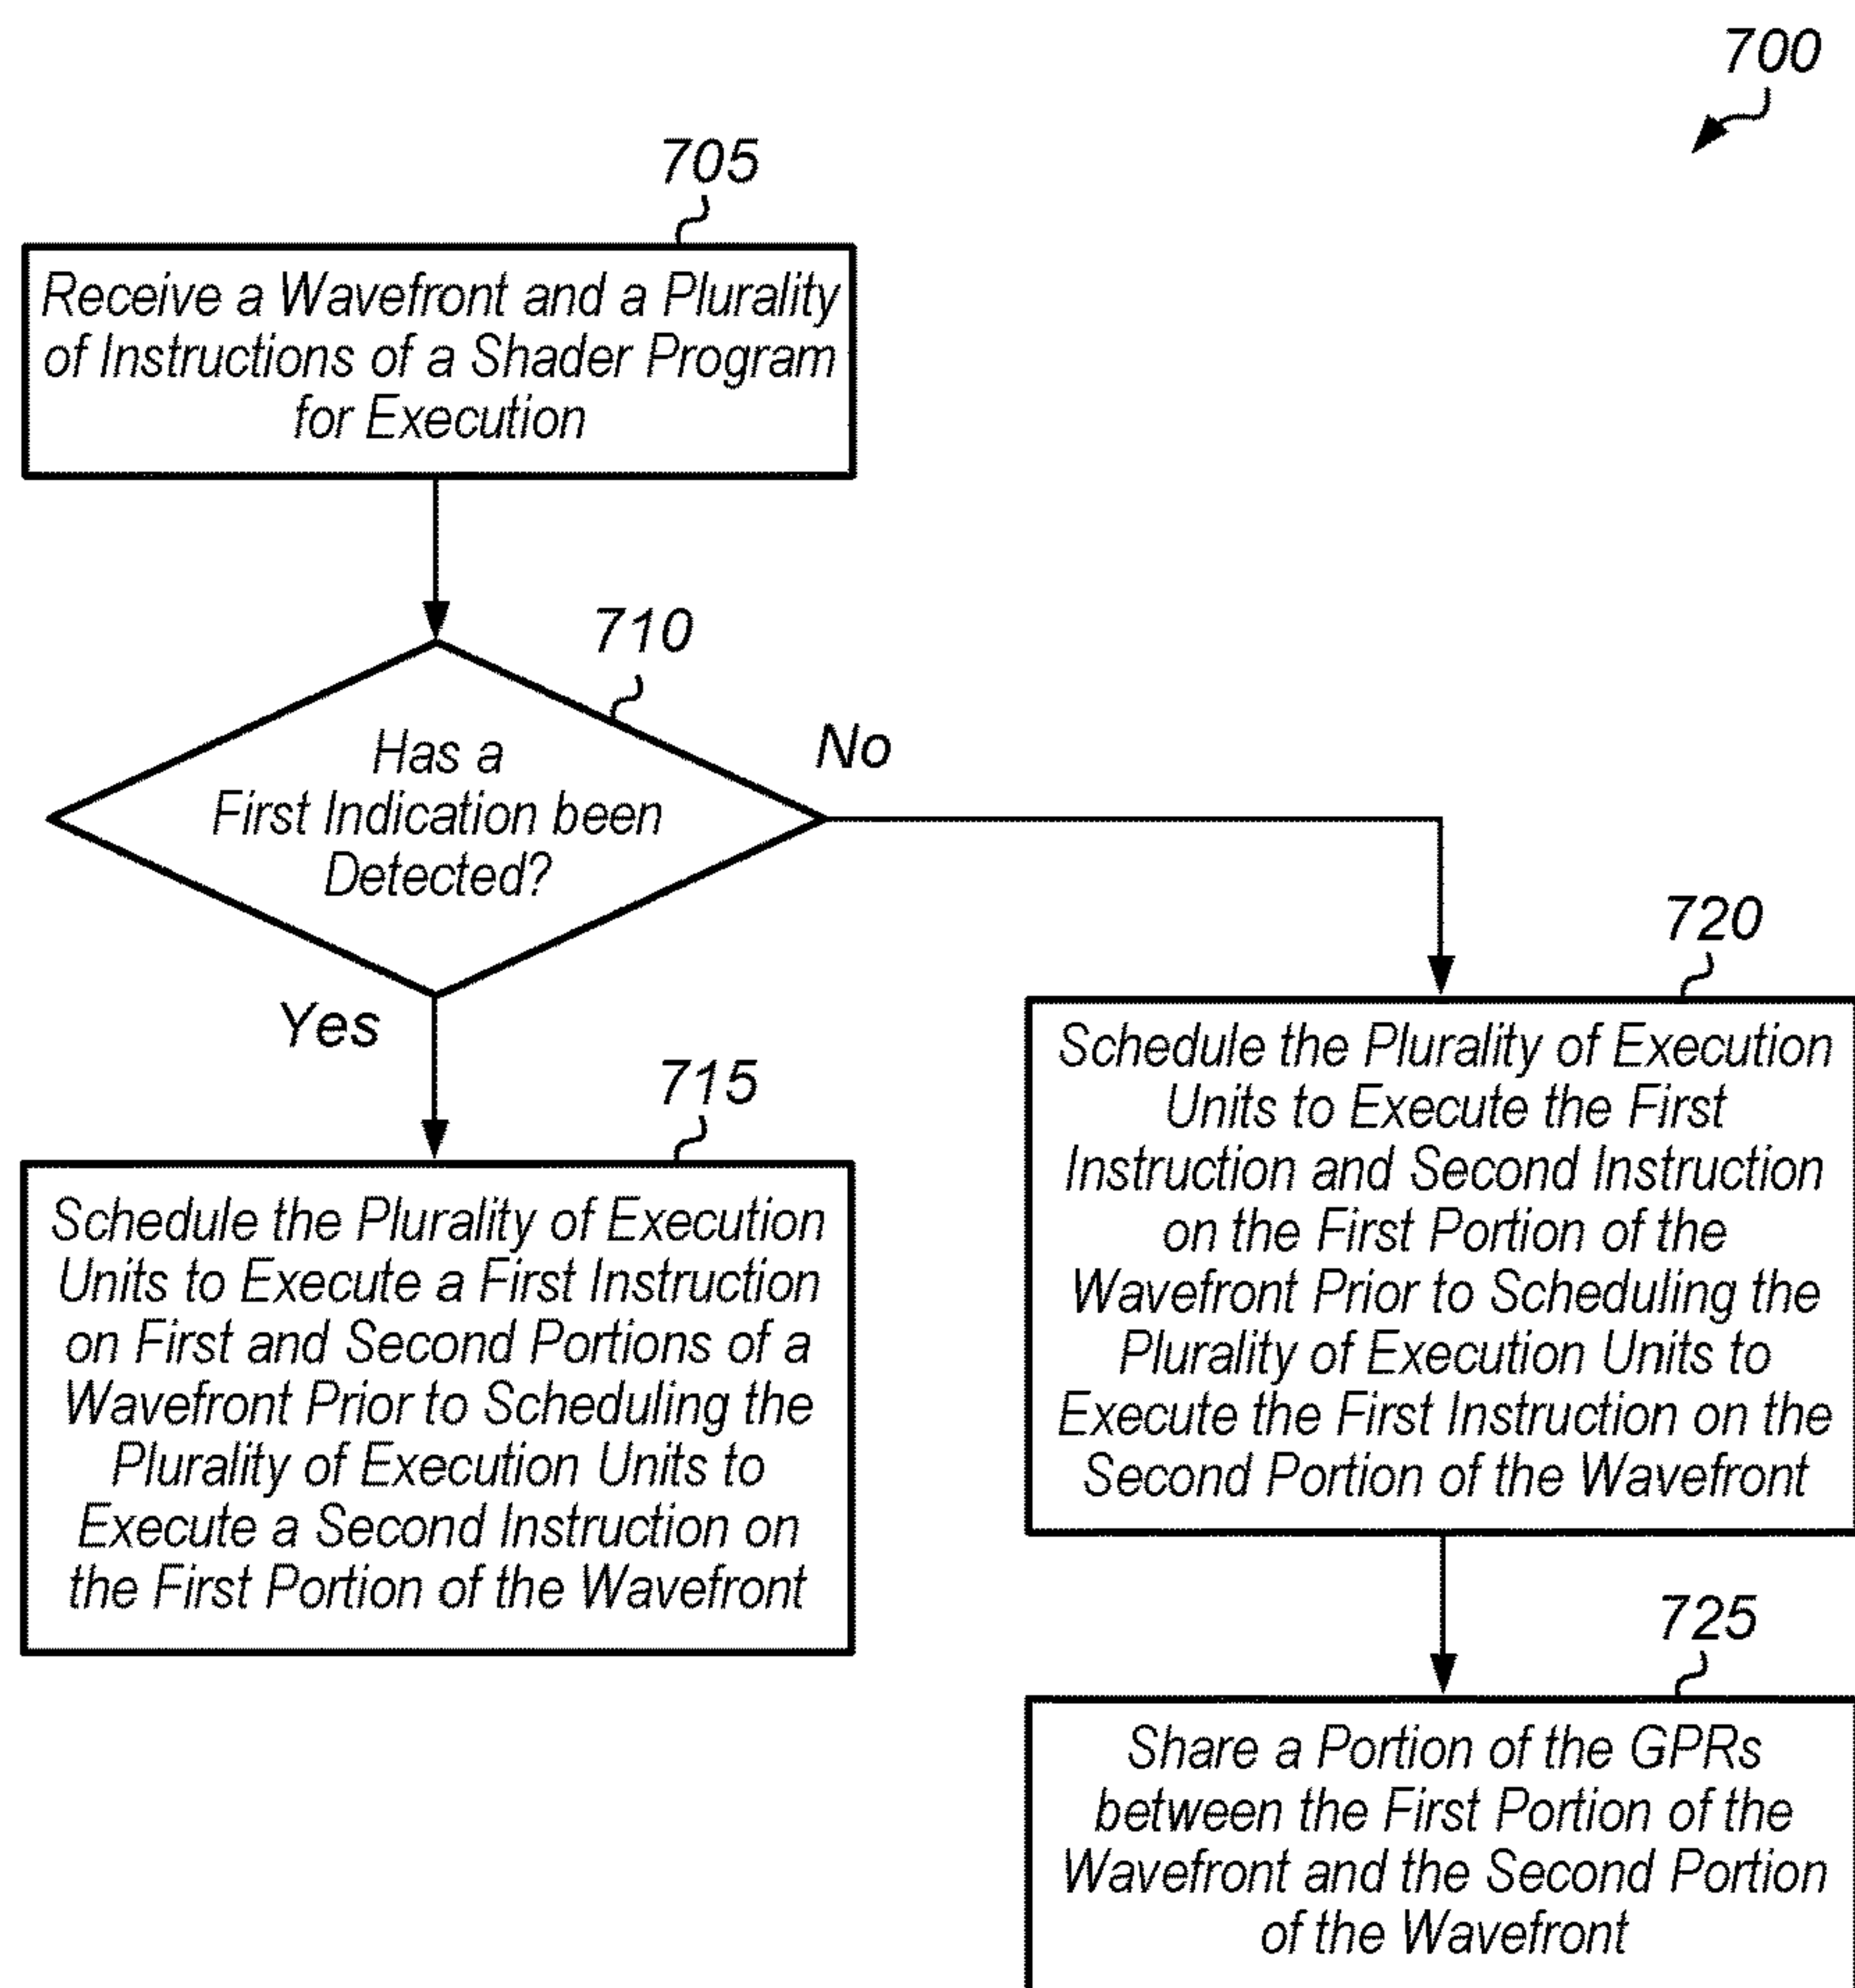 700
705
Receive a Wavefront and a Plurality
of Instructions of a Shader Program
for Execution
710
Has a
First Indication been
Detected?
No
Yes
715
Schedule the Plurality of Execution
Units to Execute a First Instruction
on First and Second Portions of a
Wavefront Prior to Scheduling the
Plurality of Execution Units to
Execute a Second Instruction on
the First Portion of the Wavefront
720
Schedule the Plurality of Execution
Units to Execute the First
Instruction and Second Instruction
on the First Portion of the
Wavefront Prior to Scheduling the
Plurality of Execution Units to
Execute the First Instruction on the
Second Portion of the Wavefront
725
Share a Portion of the GPRs
between the First Portion of the
Wavefront and the Second Portion
of the Wavefront